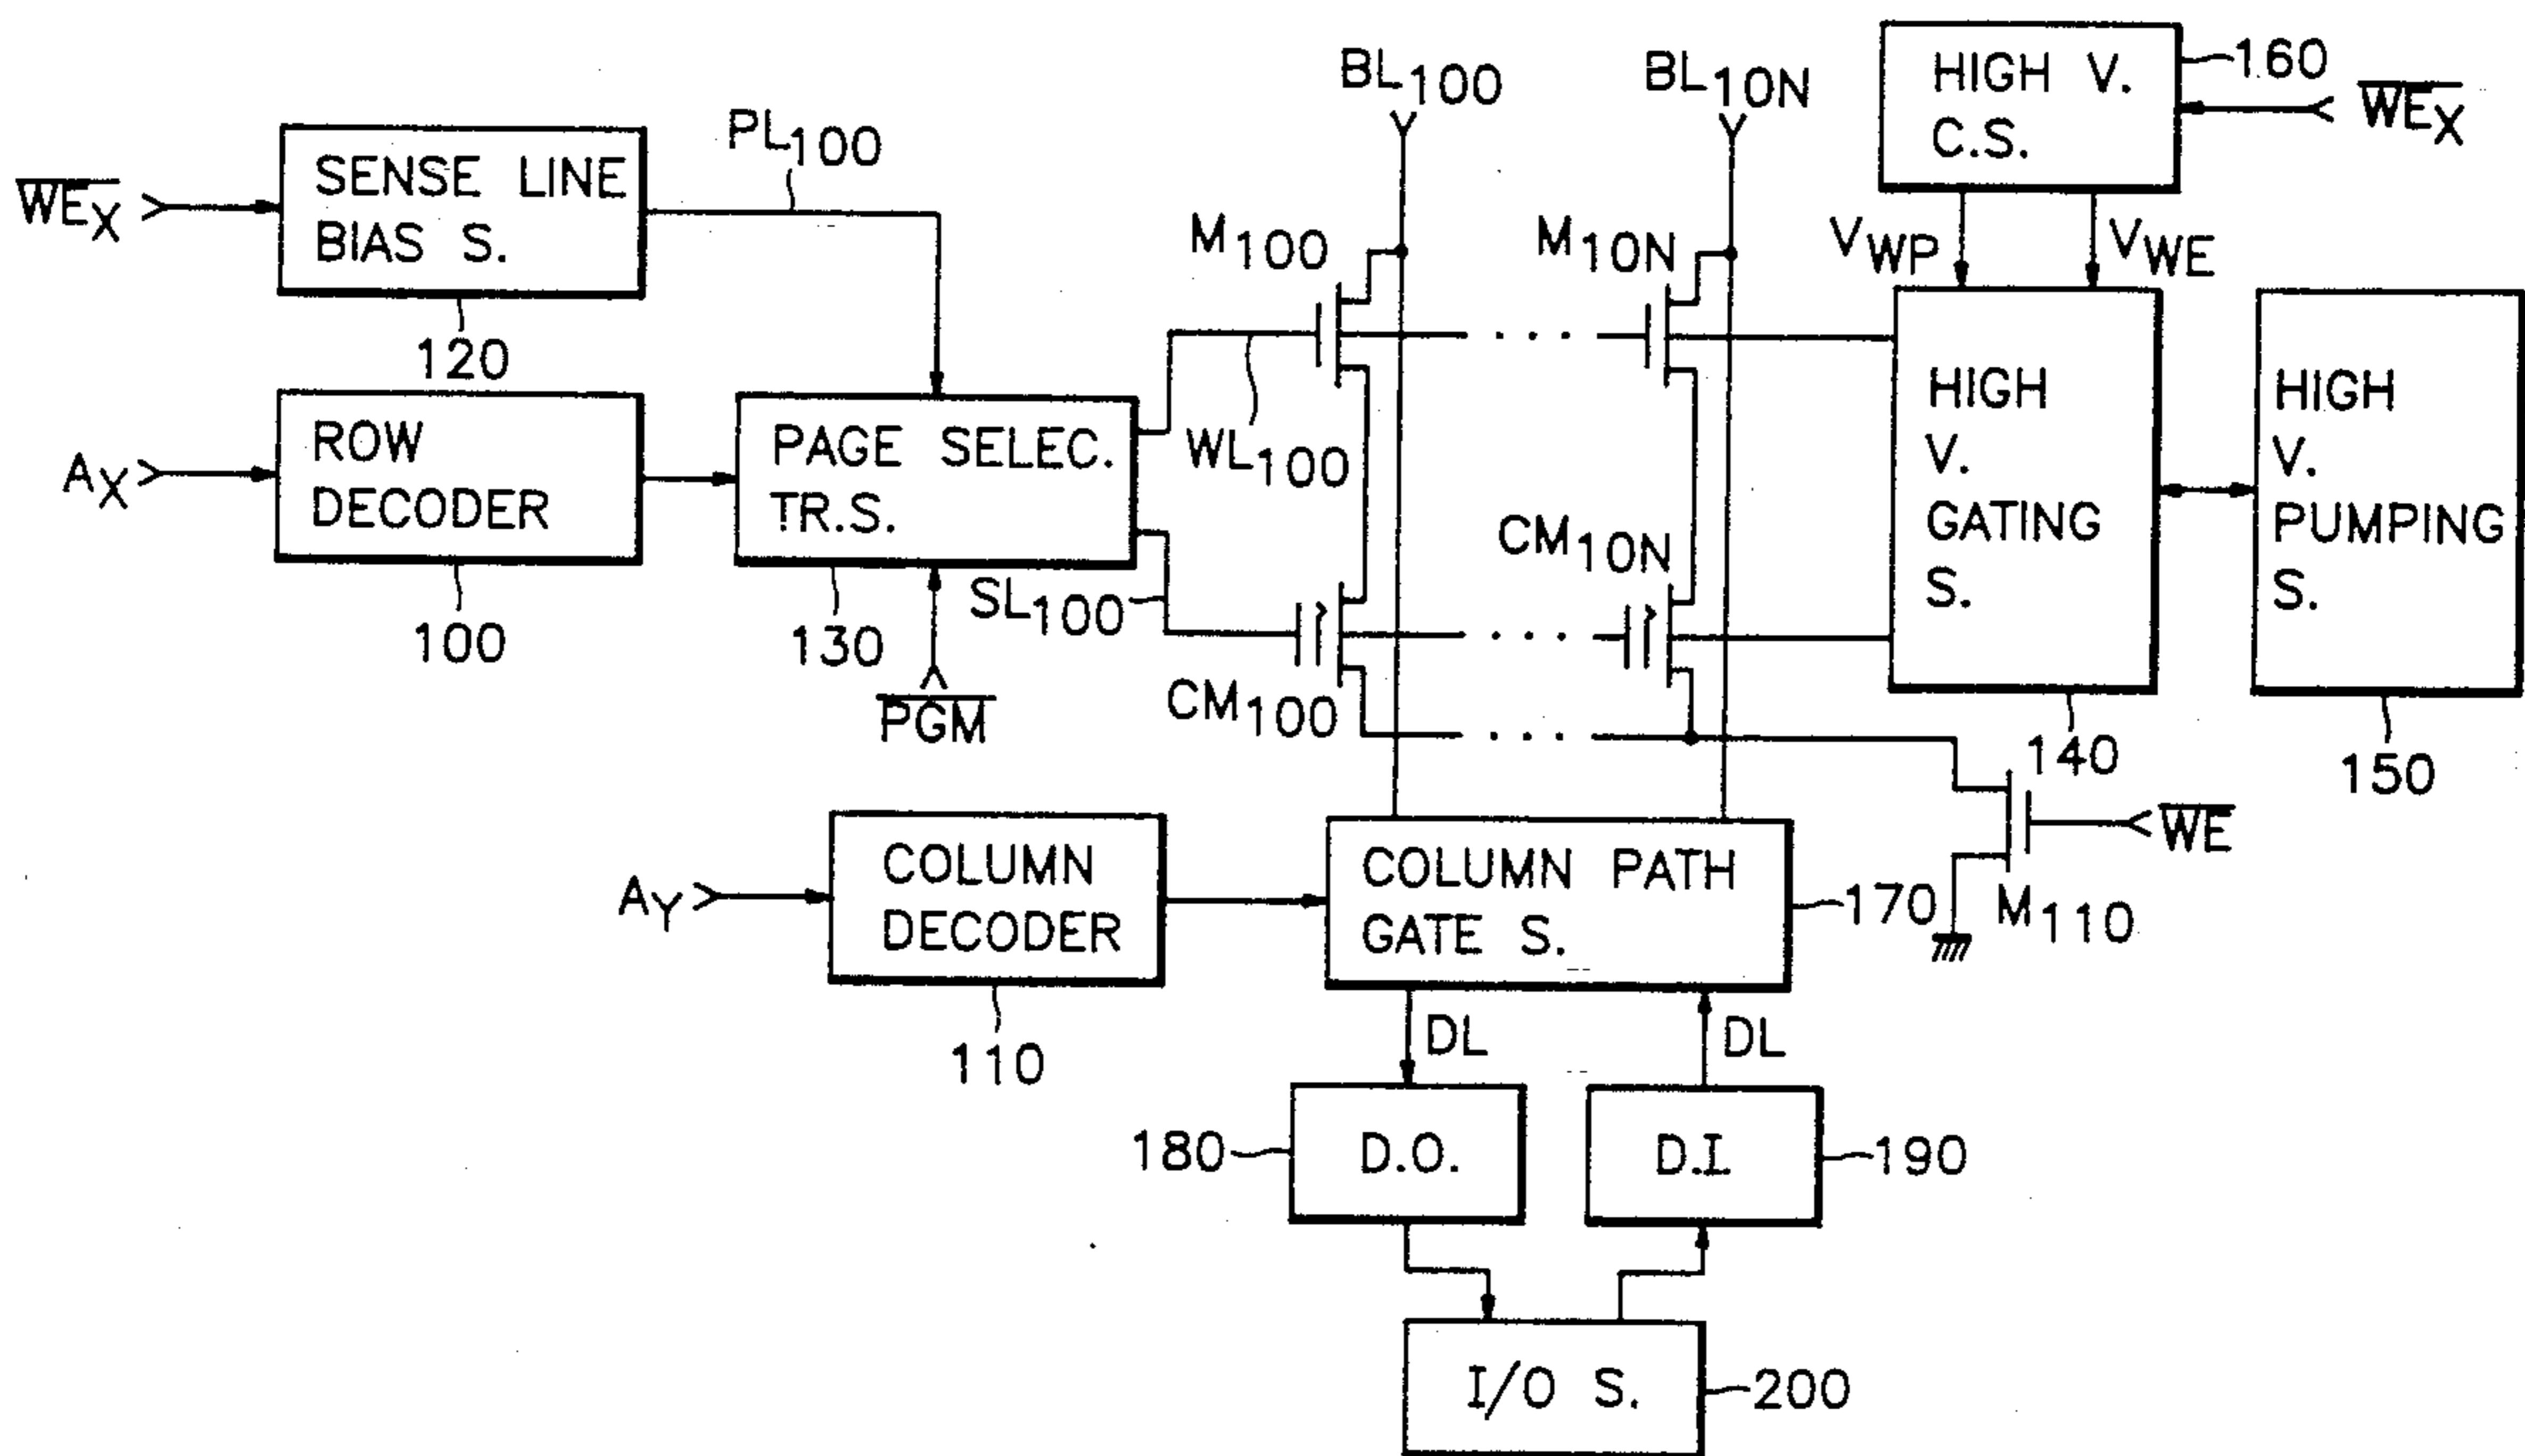 BL100
BL10N
HIGH V.
C.S.
160
WEX
PL100
SENSE LINE
BIAS S.
WEX
120
M100
M10N
VWP
VWE
ROW
DECODER
AX
100
PAGE SELEC.
TR.S.
130
PGM
WL100
SL100
CM100
CM10N
HIGH
V.
GATING
S.
140
HIGH
V.
PUMPING
S.
150
COLUMN
DECODER
AY
110
COLUMN PATH
GATE S.
170
WE
M110
DL
DL
180
D.O.
D.I.
190
I/O S.
200